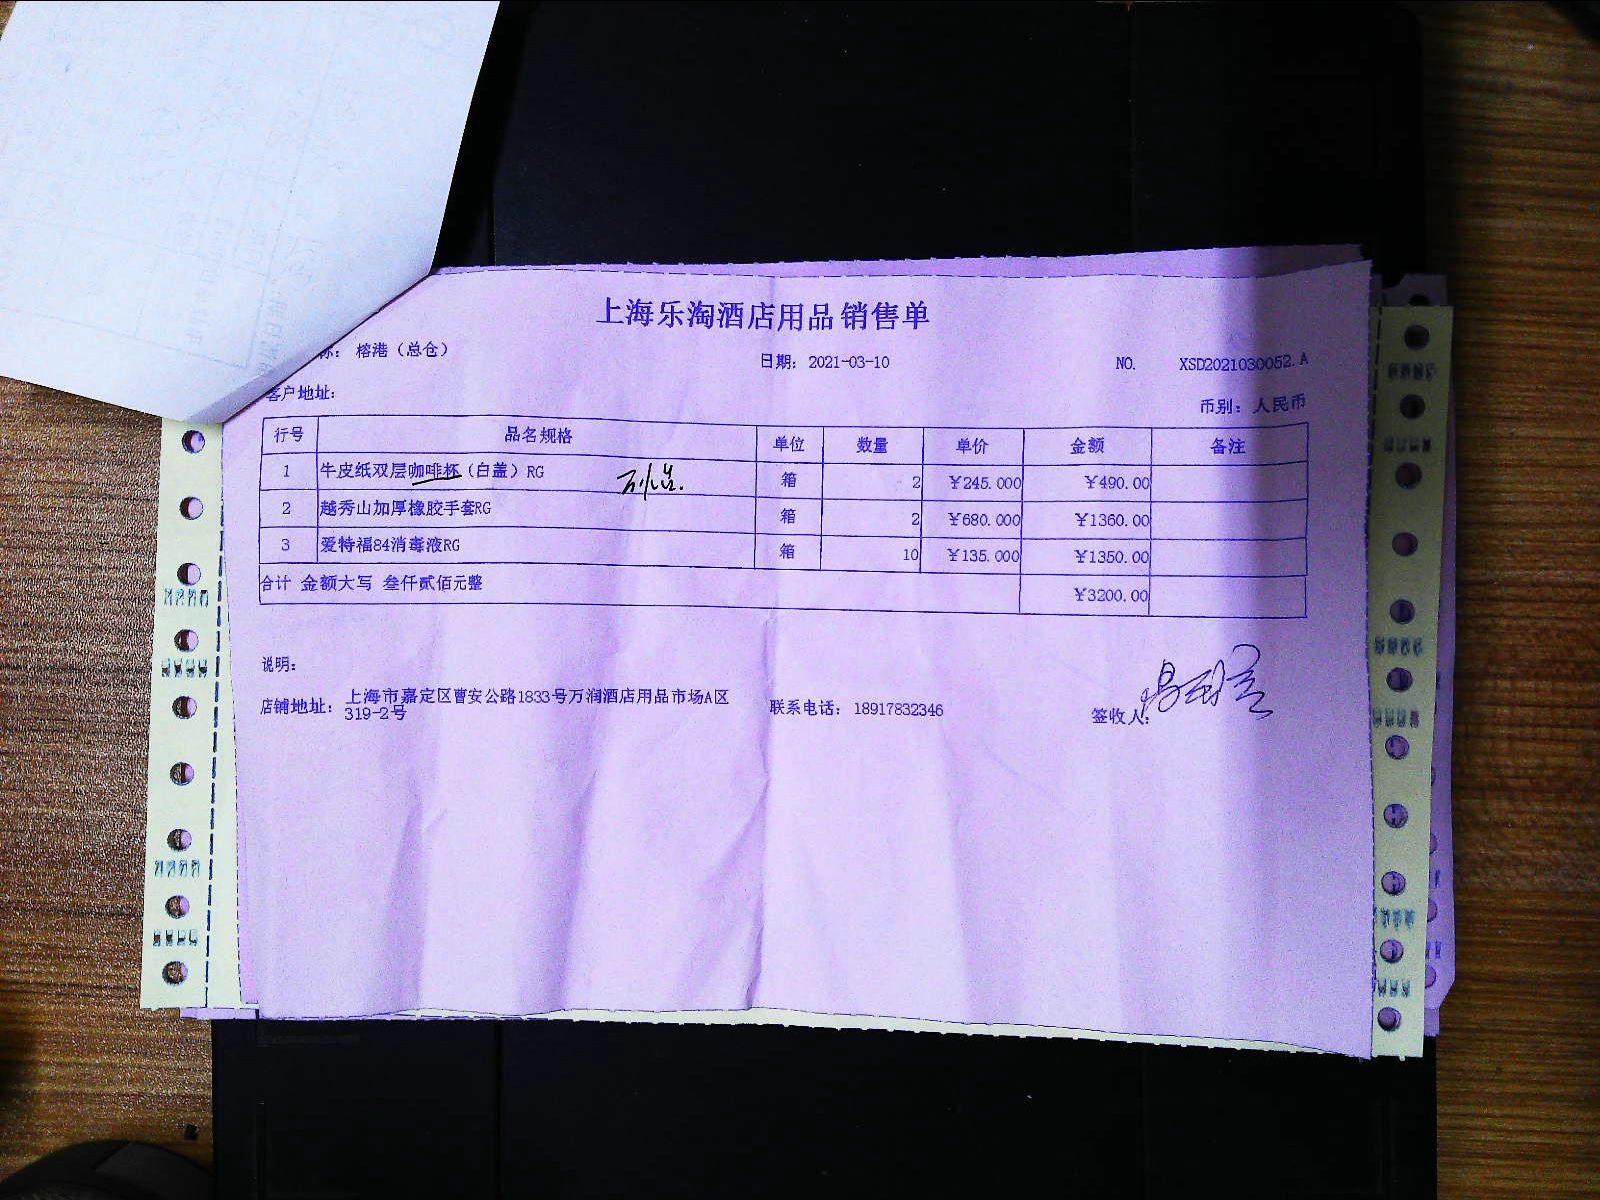 上海乐淘酒店用品销售单
称：榕港（总仓） 日期：2021-03-10 NO. XSD2021030052.A
客户地址： 币别：人民币
行号 品名规格 单位 数量 单价 金额 备注
1 牛皮纸双层咖啡杯（白盖）RG 箱 2 ¥245.000 ¥490.00
2 越秀山加厚橡胶手套RG 箱 2 ¥680.000 ¥1360.00
3 爱特福84消毒液RG 箱 10 ¥135.000 ¥1350.00
合计 金额大写 叁仟贰佰元整 ¥3200.00
说明：
店铺地址：上海市嘉定区曹安公路1833号万润酒店用品市场A区
319-2号 联系电话：18917832346 签收人：